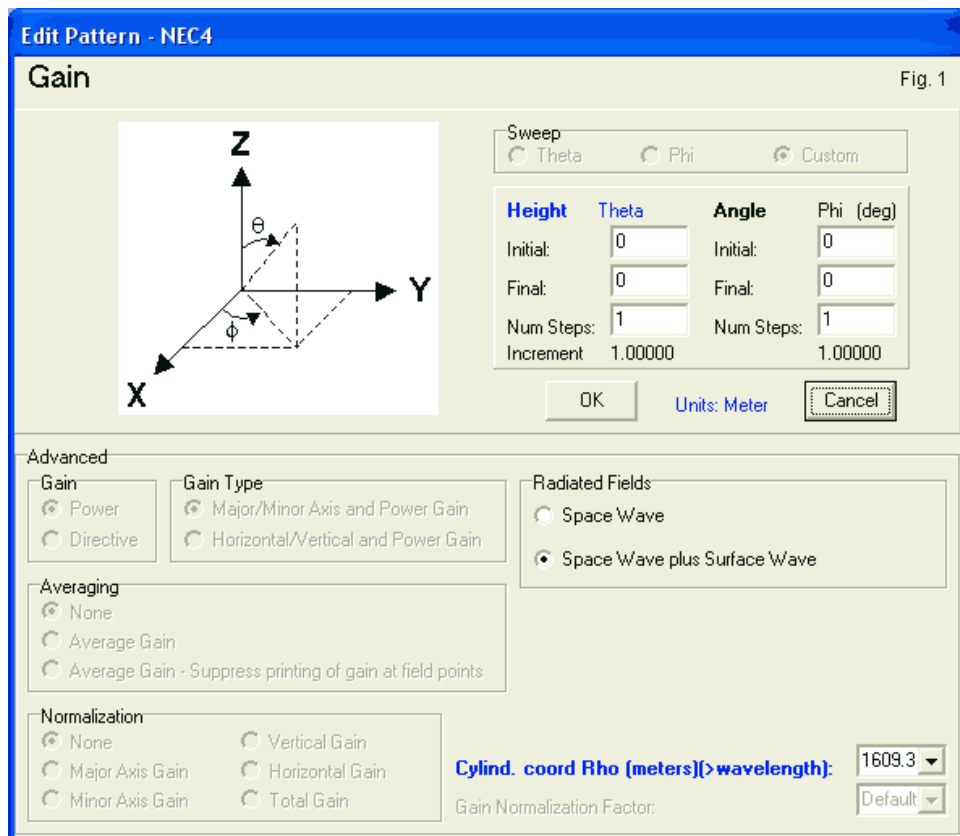 Edit Pattern - NEC4
Gain
Fig. 1
Z
θ
Y
ϕ
X
Sweep
Theta Phi Custom
Height Theta Angle Phi (deg)
Initial: 0 Initial: 0
Final: 0 Final: 0
Num Steps: 1 Num Steps: 1
Increment 1.00000 1.00000
OK Units: Meter Cancel
Advanced
Gain
Power
Directive
Gain Type
Major/Minor Axis and Power Gain
Horizontal/Vertical and Power Gain
Radiated Fields
Space Wave
Space Wave plus Surface Wave
Averaging
None
Average Gain
Average Gain - Suppress printing of gain at field points
Normalization
None Vertical Gain
Major Axis Gain Horizontal Gain
Minor Axis Gain Total Gain
Cylind. coord Rho (meters)(>wavelength): 1609.3
Gain Normalization Factor: Default